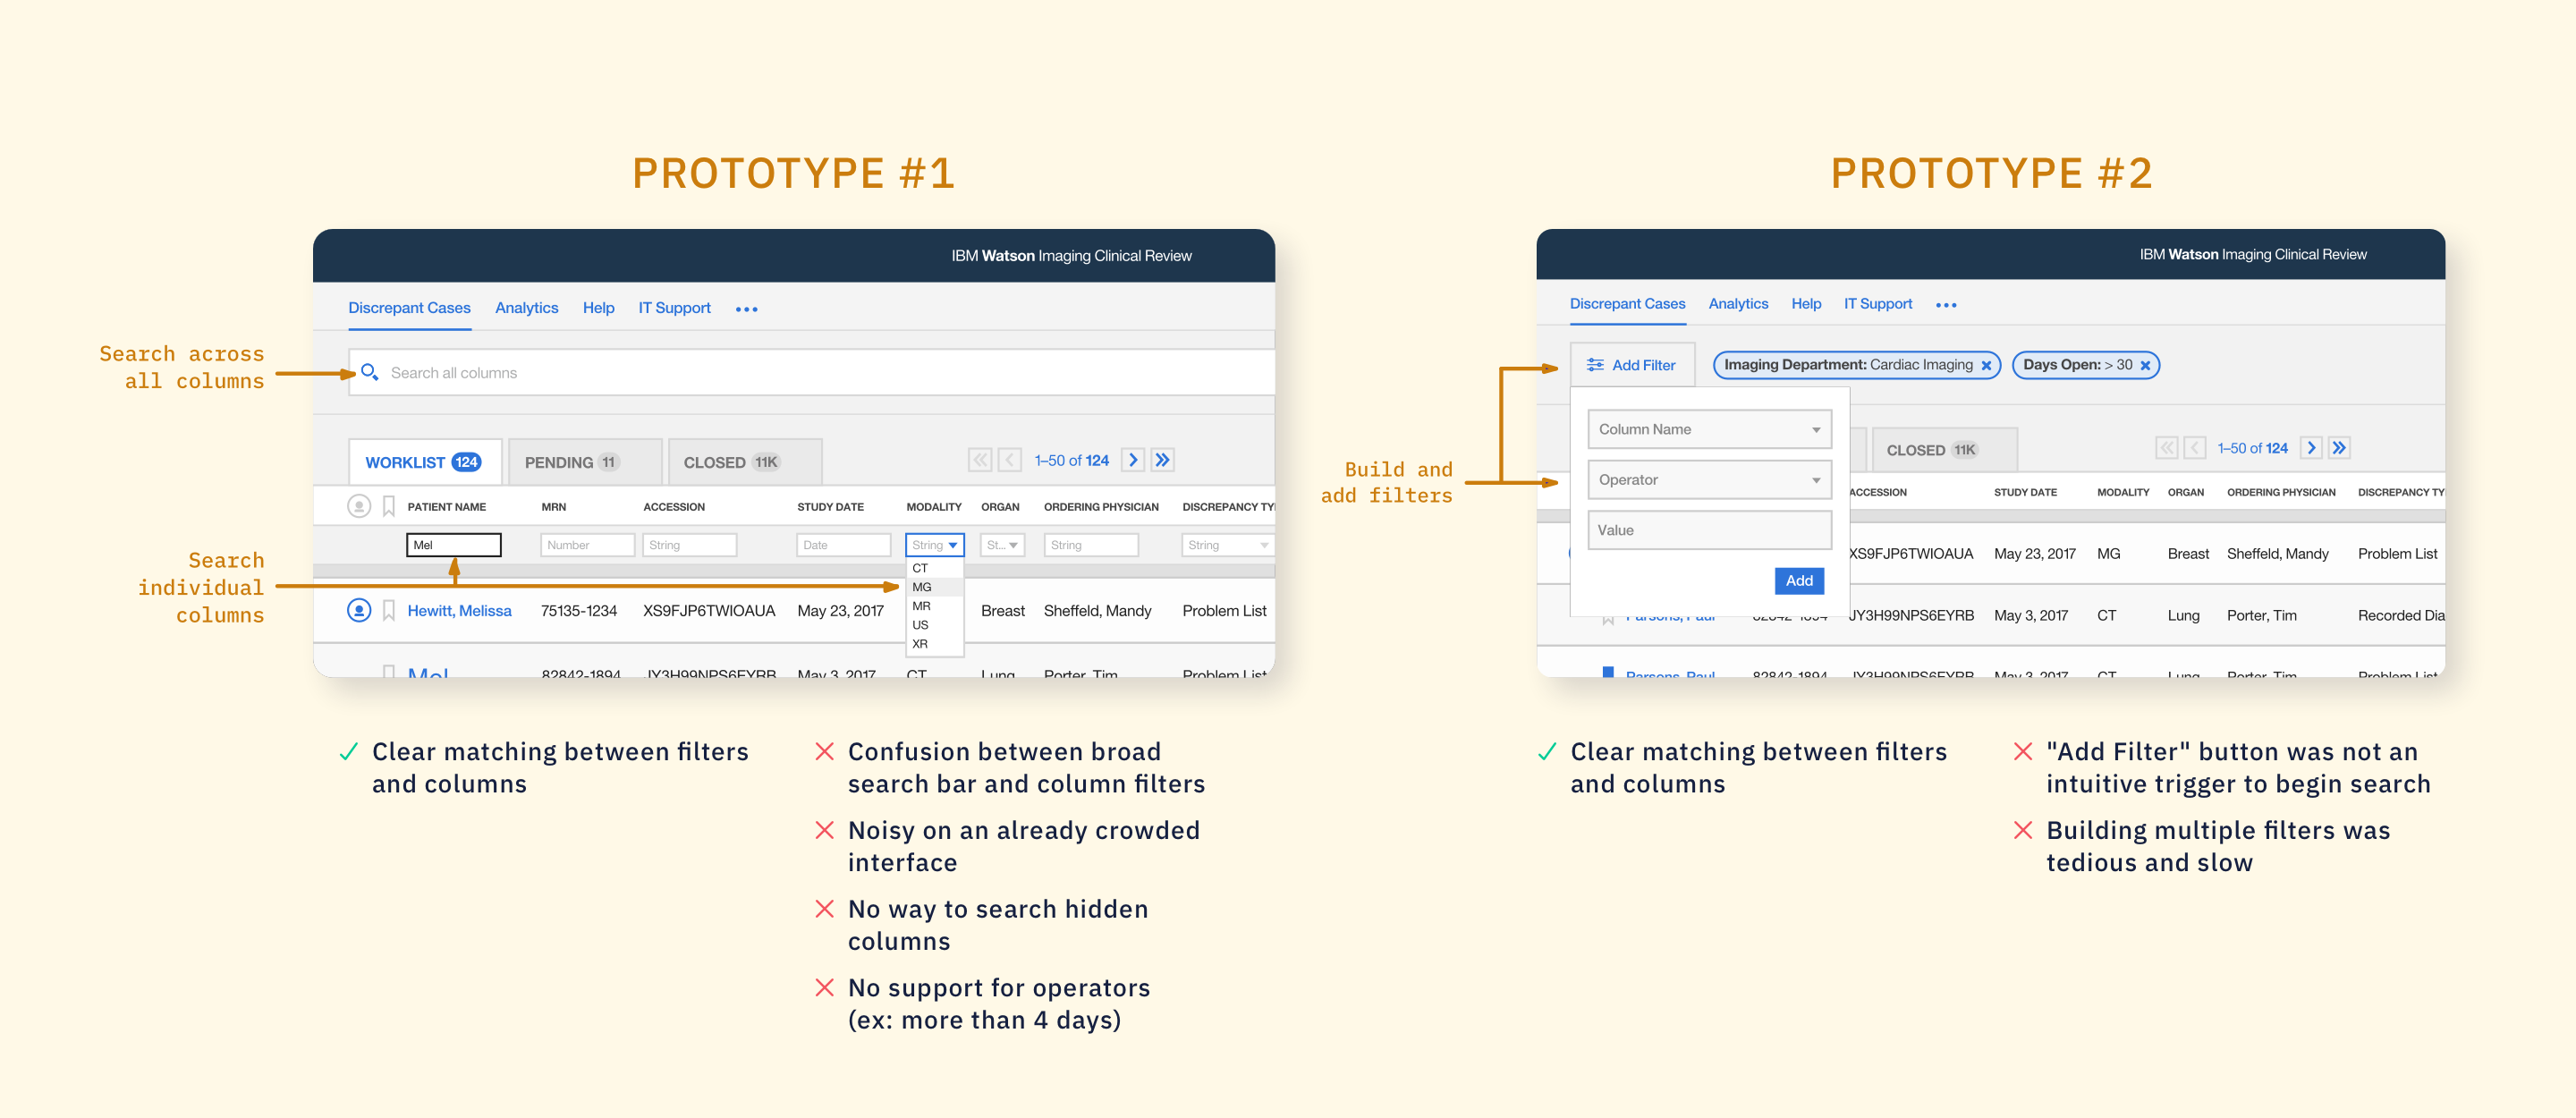 PROTOTYPE #1
IBM Watson Imaging Clinical Review
Discrepant Cases Analytics Help IT Support
Search across
all columns
Search all columns
WORKLIST 124 PENDING 11 CLOSED 11K 1–50 of 124
PATIENT NAME MRN ACCESSION STUDY DATE MODALITY ORGAN ORDERING PHYSICIAN DISCREPANCY TY
Mel Number String Date String St... String String
Search
individual
columns
CT
MG
MR
US
XR
Hewitt, Melissa 75135-1234 XS9FJP6TWIOAUA May 23, 2017 Breast Sheffeld, Mandy Problem List
Mel 82842-1894 JY3H99NPS6EYRB May 3, 2017 CT Lung Porter, Tim Problem List
✓ Clear matching between filters
and columns
✕ Confusion between broad
search bar and column filters
✕ Noisy on an already crowded
interface
✕ No way to search hidden
columns
✕ No support for operators
(ex: more than 4 days)
PROTOTYPE #2
IBM Watson Imaging Clinical Review
Discrepant Cases Analytics Help IT Support
Add Filter Imaging Department: Cardiac Imaging × Days Open: > 30 ×
Build and
add filters
Column Name
Operator
Value
Add
CLOSED 11K 1–50 of 124
ACCESSION STUDY DATE MODALITY ORGAN ORDERING PHYSICIAN DISCREPANCY TY
XS9FJP6TWIOAUA May 23, 2017 MG Breast Sheffeld, Mandy Problem List
Parsons, Paul 82842-1894 JY3H99NPS6EYRB May 3, 2017 CT Lung Porter, Tim Recorded Dia
Parsons, Paul 82842-1894 JY3H99NPS6EYRB May 3, 2017 CT Lung Porter, Tim Problem List
✓ Clear matching between filters
and columns
✕ "Add Filter" button was not an
intuitive trigger to begin search
✕ Building multiple filters was
tedious and slow